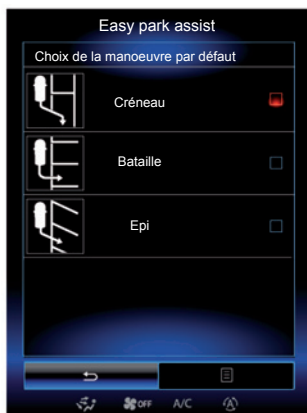 Easy park assist
Choix de la manoeuvre par défaut
Créneau
Bataille
Epi
OFF A/C A